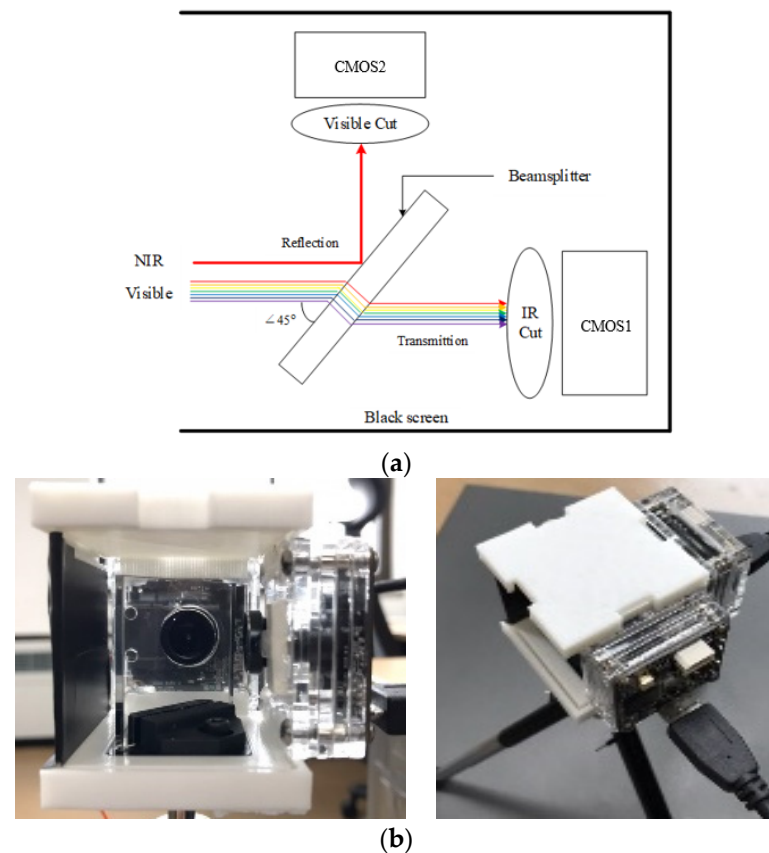 CMOS2
Visible Cut
Beamsplitter
Reflection
NIR
Visible
∠45°
IR
Cut
CMOS1
Transmittion
Black screen
(a)
(b)